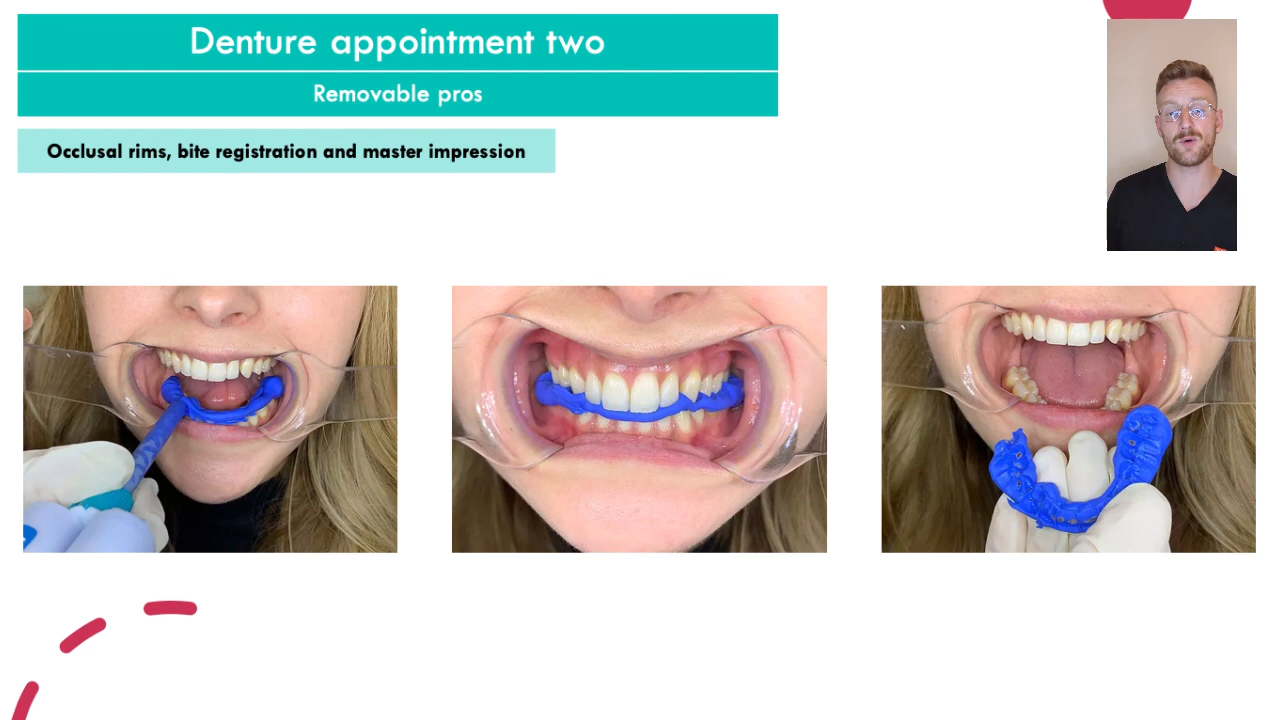 Denture appointment two
Removable pros
Occlusal rims, bite registration and master impression